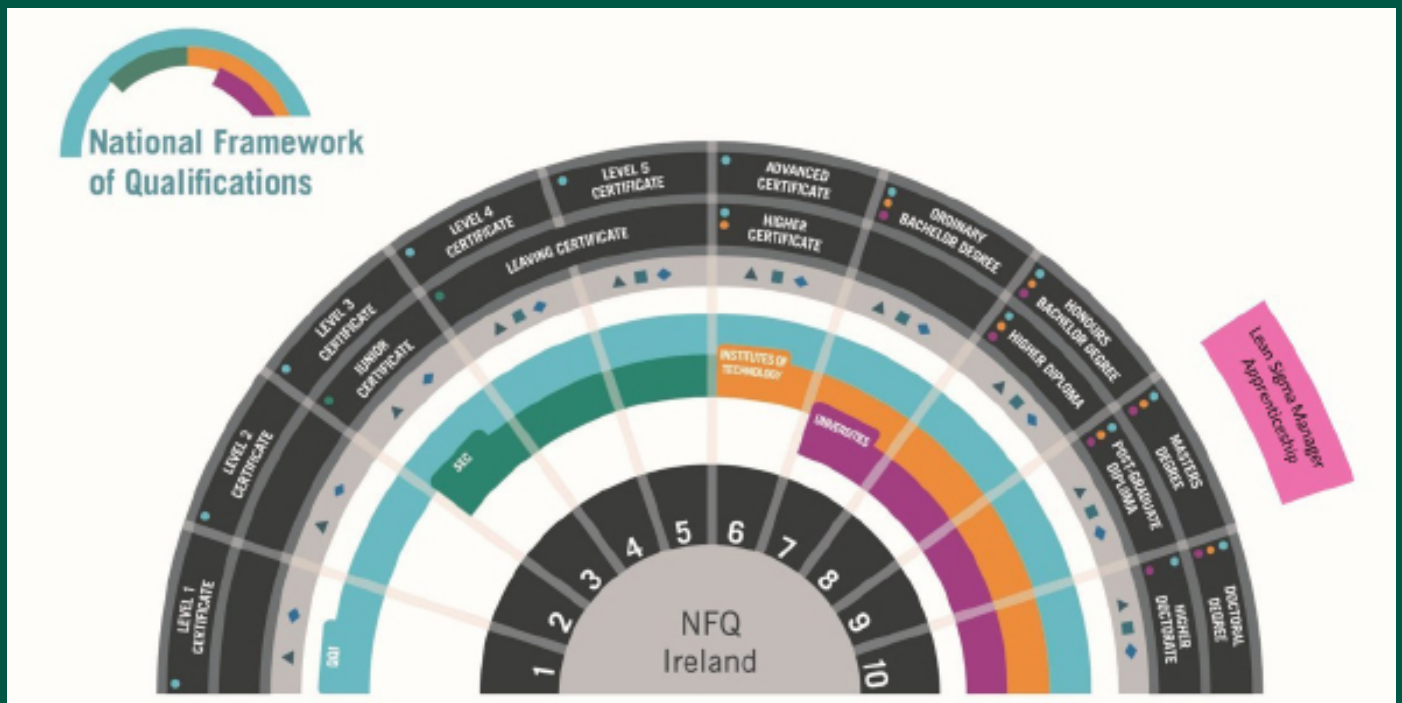 National Framework
of Qualifications
LEVEL 1
CERTIFICATE
LEVEL 2
CERTIFICATE
LEVEL 3
CERTIFICATE
JUNIOR
CERTIFICATE
LEVEL 4
CERTIFICATE
LEVEL 5
CERTIFICATE
LEAVING CERTIFICATE
ADVANCED
CERTIFICATE
HIGHER
CERTIFICATE
ORDINARY
BACHELOR DEGREE
HONOURS
BACHELOR DEGREE
HIGHER DIPLOMA
MASTERS
DEGREE
POST-GRADUATE
DIPLOMA
DOCTORAL
DEGREE
HIGHER
DOCTORATE
Lean Sigma Manager
Apprenticeship
QQI
SEC
INSTITUTES OF
TECHNOLOGY
UNIVERSITIES
1
2
3
4
5
6
7
8
9
10
NFQ
Ireland